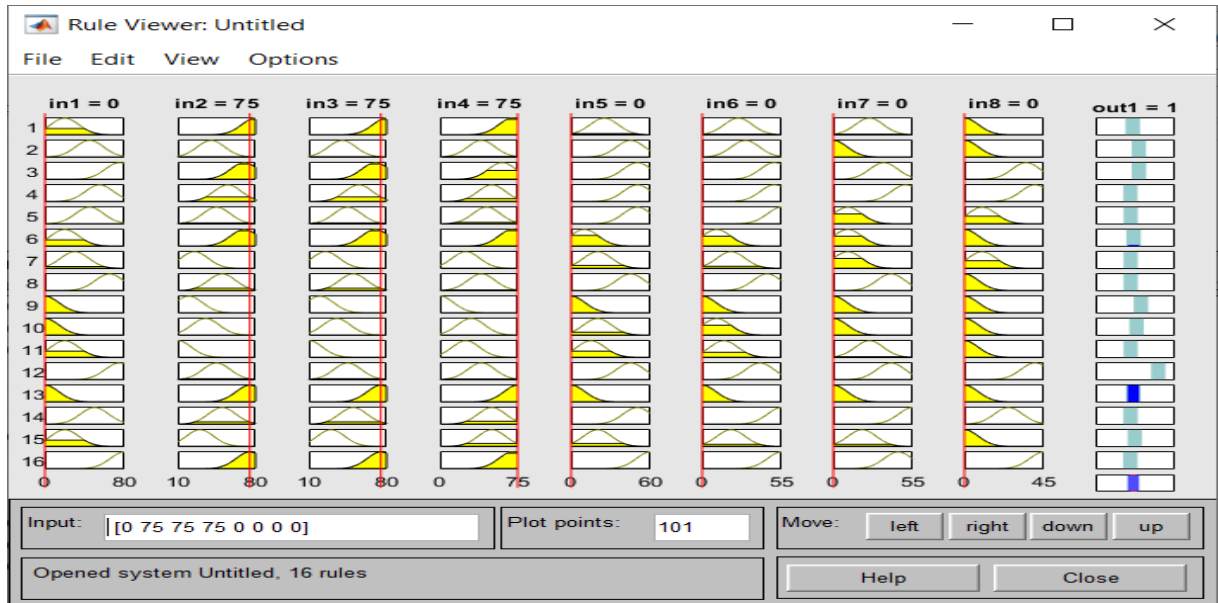 Rule Viewer: Untitled
File Edit View Options
in1 = 0 in2 = 75 in3 = 75 in4 = 75 in5 = 0 in6 = 0 in7 = 0 in8 = 0 out1 = 1
1
2
3
4
5
6
7
8
9
10
11
12
13
14
15
16
0 80 10 80 10 80 0 75 0 60 0 55 0 55 0 45
Input: [0 75 75 75 0 0 0 0] Plot points: 101 Move: left right down up
Opened system Untitled, 16 rules Help Close